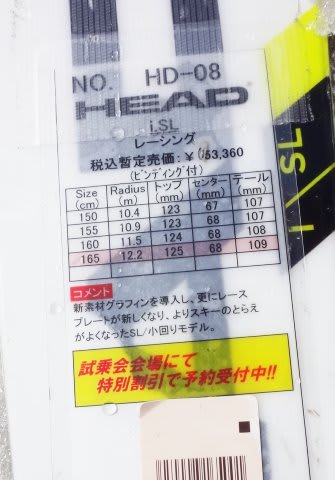 NO. HD-08
HEAD
i.SL
レーシング
税込暫定売価：￥ 53,360
(ビンディング付)
Size (cm) Radius (m) トップ (mm) センター (mm) テール (mm)
150 10.4 123 67 107
155 10.9 123 68 107
160 11.5 124 68 108
165 12.2 125 68 109
コメント
新素材グラフィンを導入し、更にレース
プレートが新しくなり、よりスキーのとらえ
がよくなったSL/小回りモデル。
試乗会会場にて
特別割引で予約受付中!!
SL